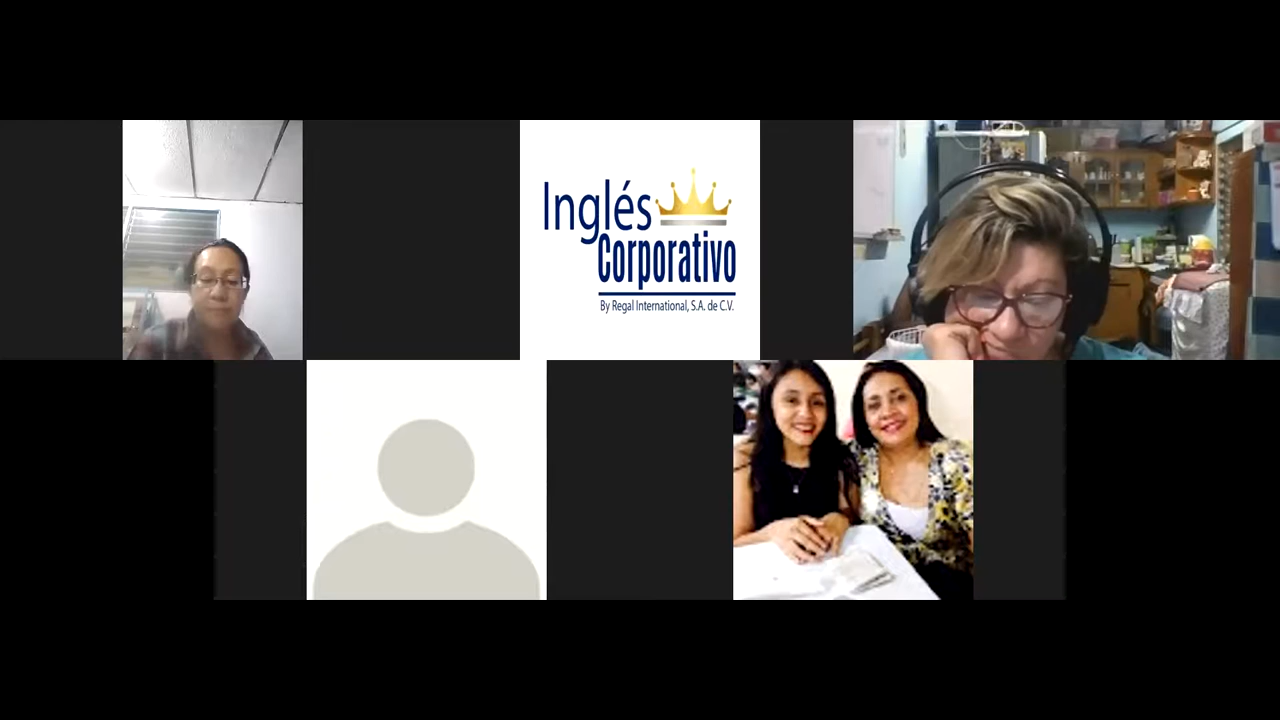 Inglés
Corporativo
By Regal International, S.A. de C.V.